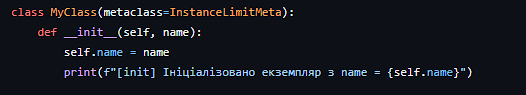 class MyClass(metaclass=InstanceLimitMeta):
    def __init__(self, name):
        self.name = name
        print(f"[init] Ініціалізовано екземпляр з name = {self.name}")